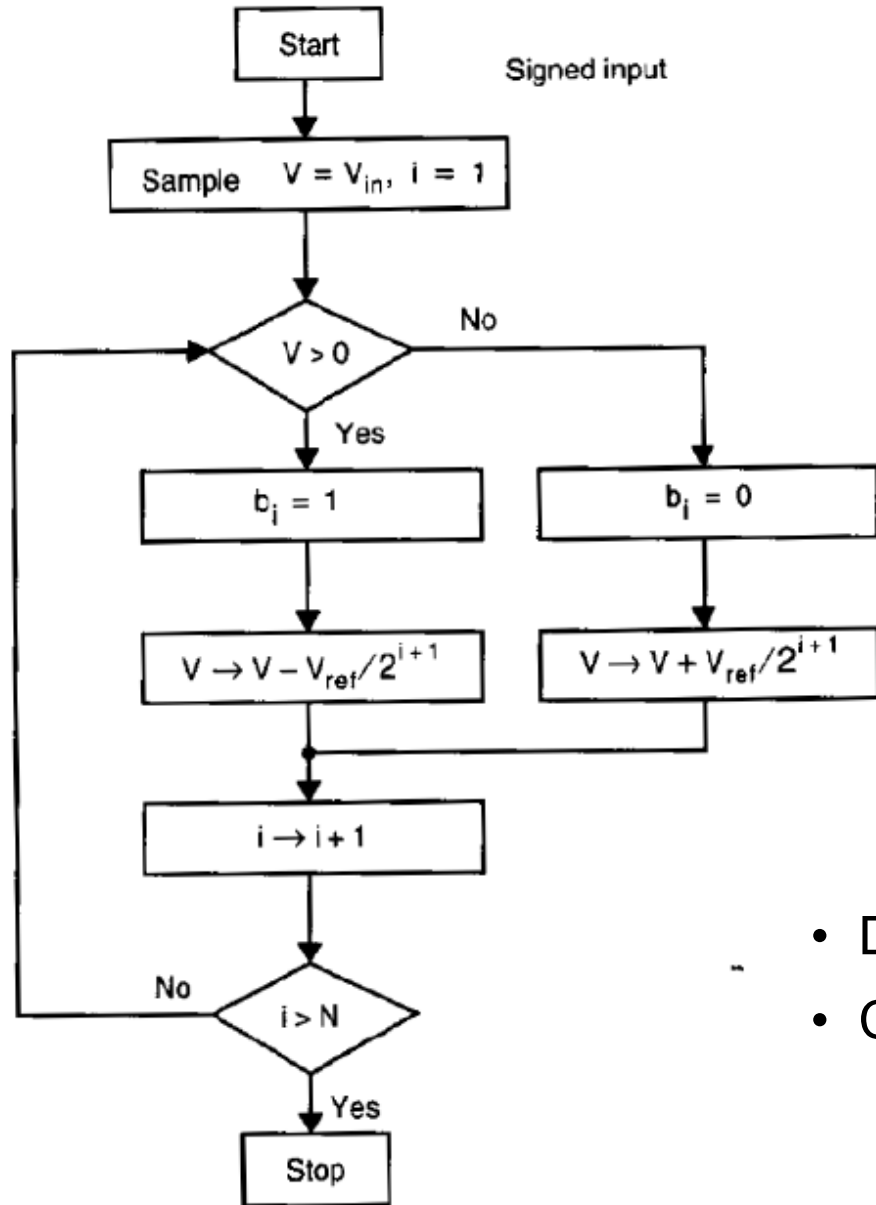 Start
Signed input
Sample V = V_in, i = 1
V > 0
No
Yes
b_i = 1
b_i = 0
V → V − V_ref/2^{i+1}
V → V + V_ref/2^{i+1}
i → i + 1
No
i > N
Yes
Stop